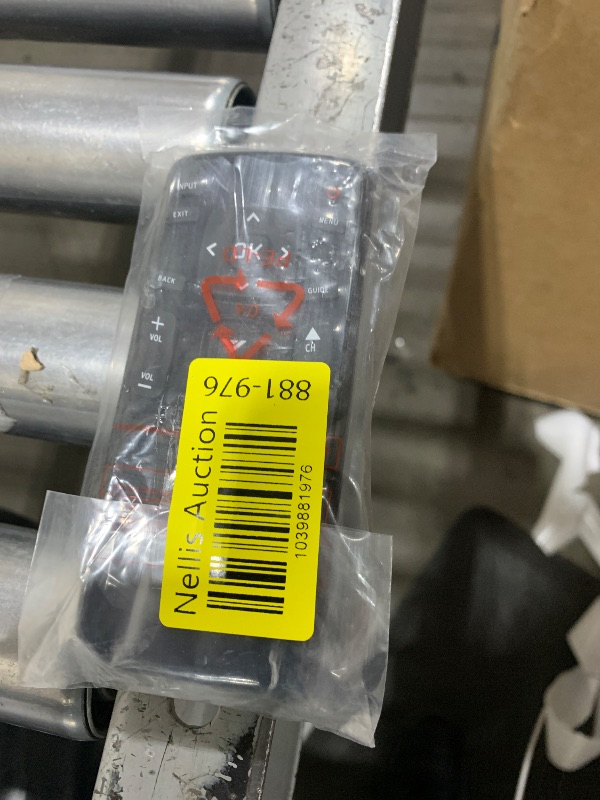 INPUT
EXIT
MENU
^
< OK >
BACK
GUIDE
+
VOL
CH
VOL
–
881-976
Nellis Auction
1039881976